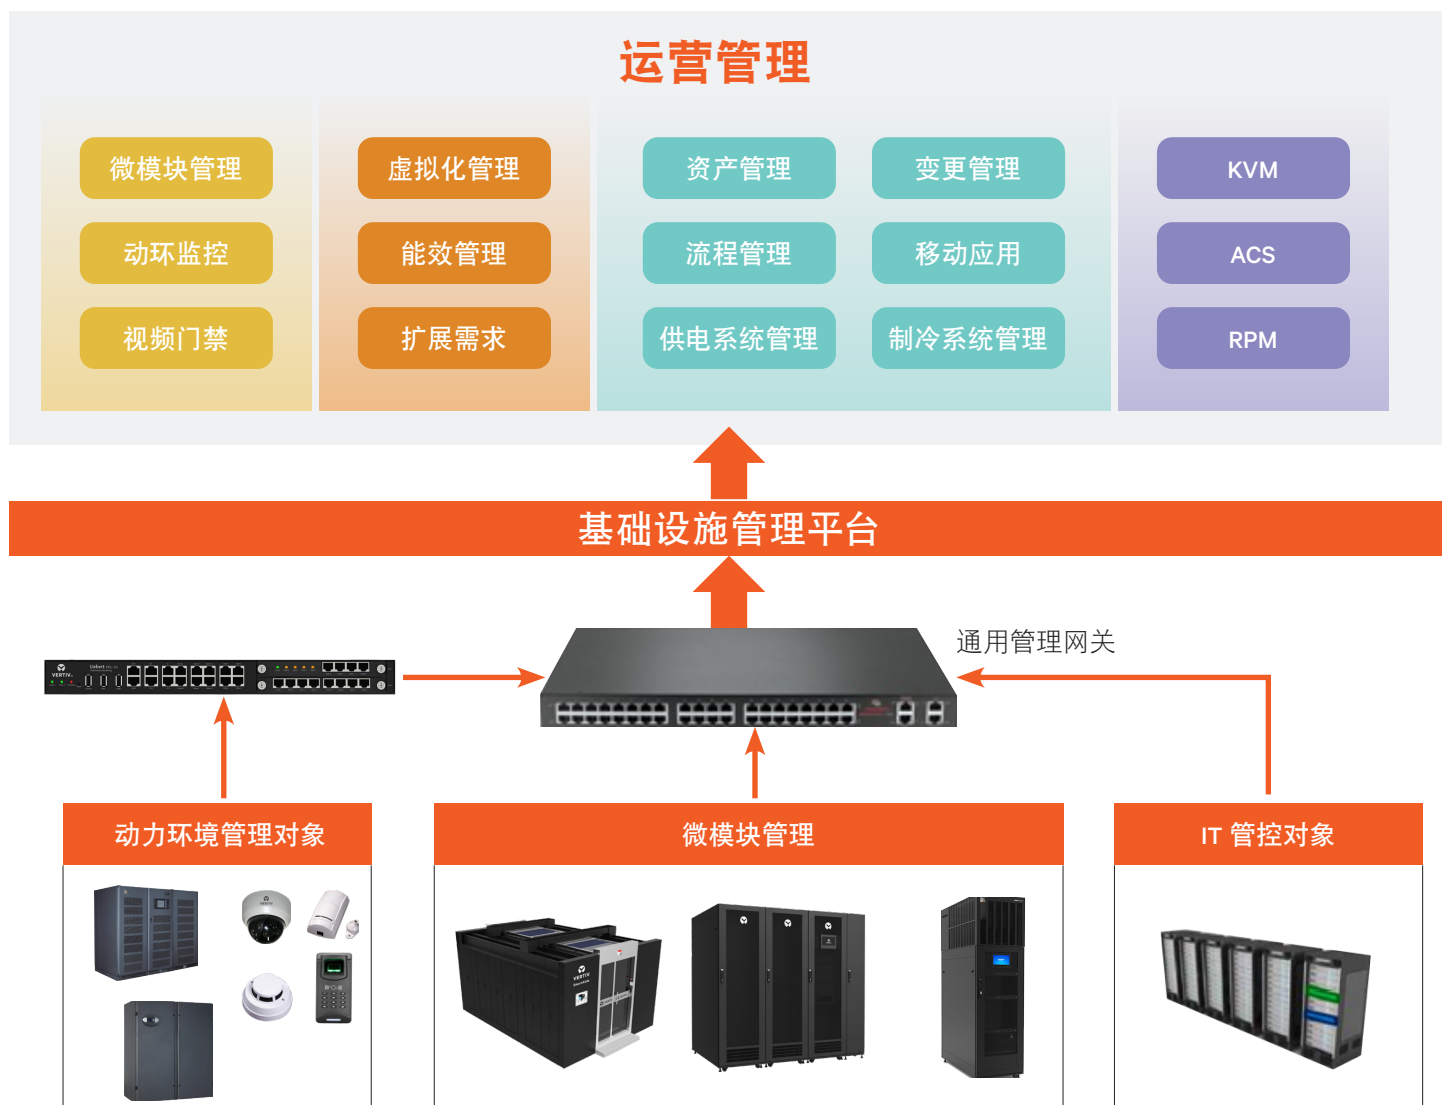 运营管理
微模块管理
虚拟化管理
资产管理
变更管理
KVM
动环监控
能效管理
流程管理
移动应用
ACS
视频门禁
扩展需求
供电系统管理
制冷系统管理
RPM
基础设施管理平台
通用管理网关
Liebert
VERTIV
动力环境管理对象
微模块管理
IT 管控对象
VERTIV
VERTIV